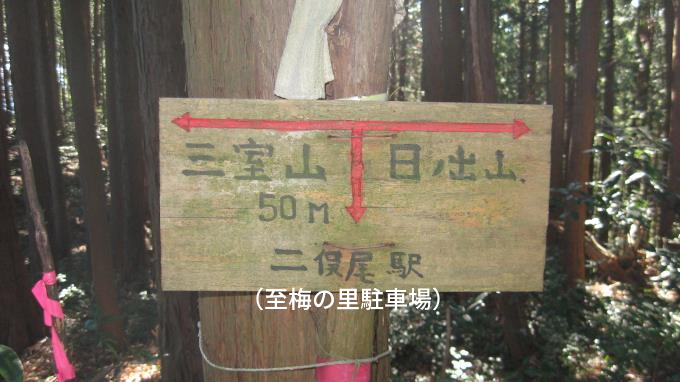 三室山 日の出山
50M
二俣尾駅
（至梅の里駐車場）